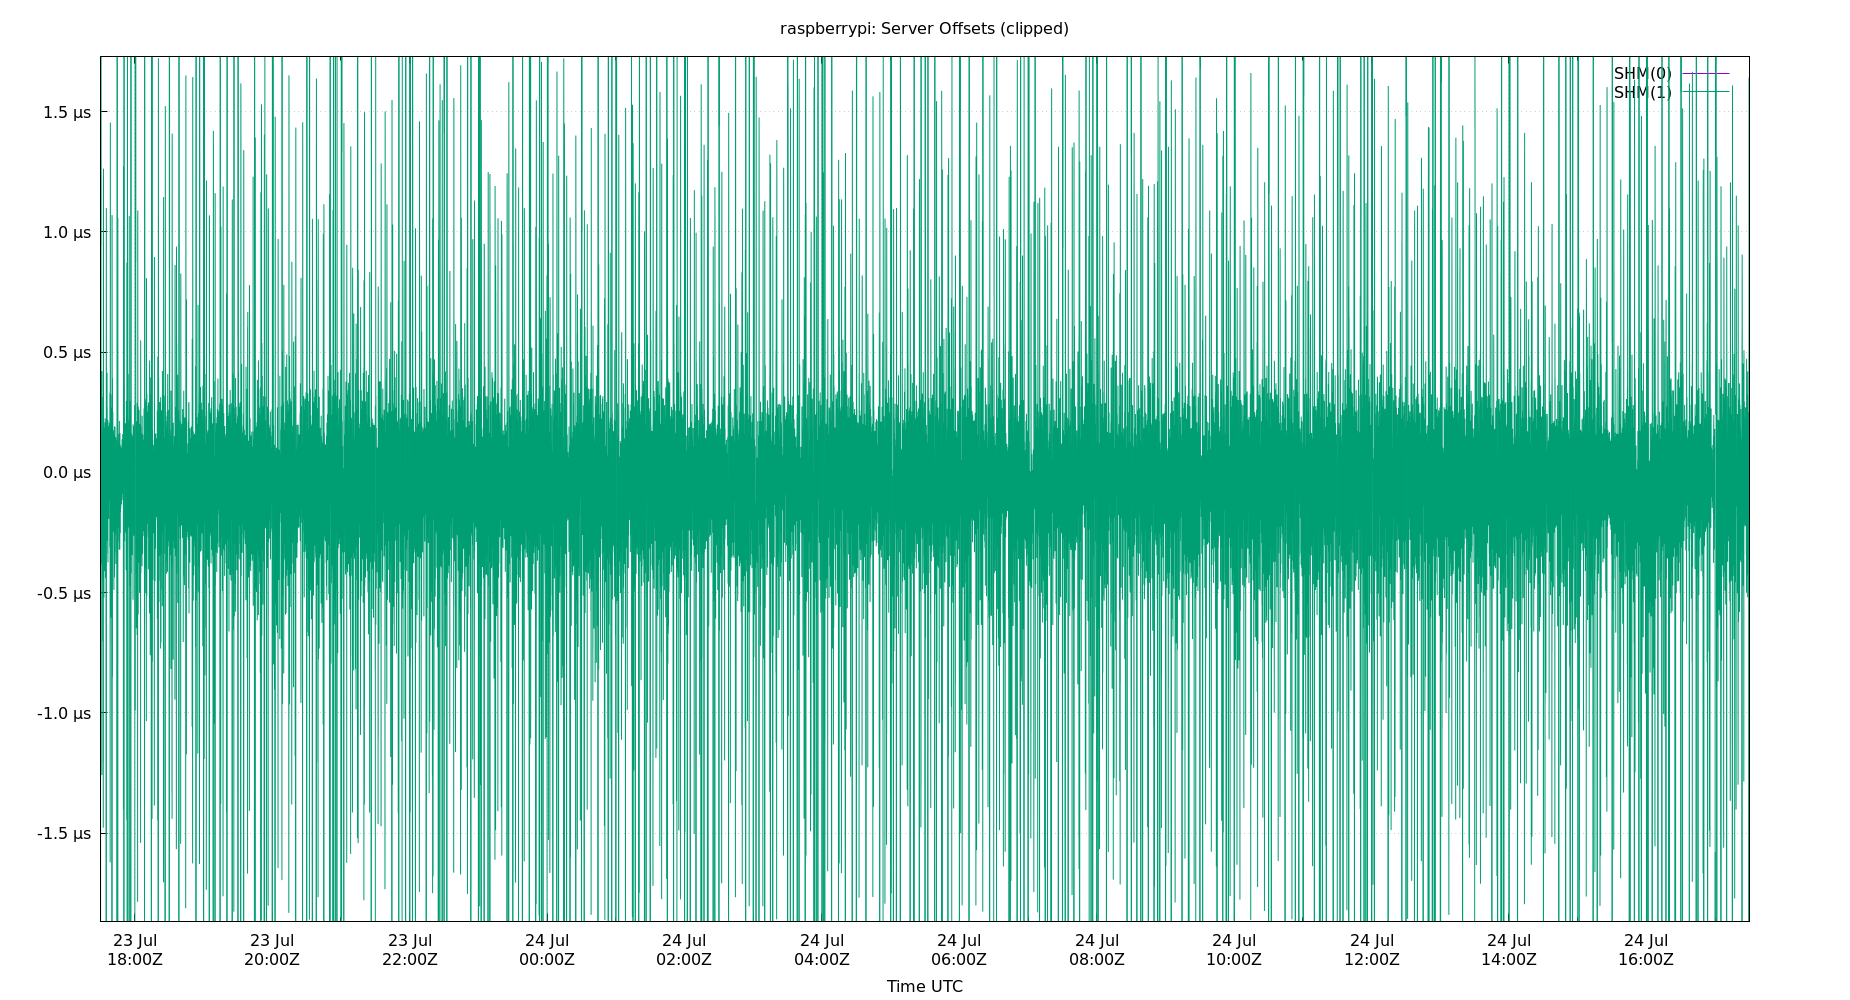 raspberrypi: Server Offsets (clipped)
SHM(0)
SHM(1)
1.5 µs
1.0 µs
0.5 µs
0.0 µs
-0.5 µs
-1.0 µs
-1.5 µs
23 Jul 23 Jul 23 Jul 24 Jul 24 Jul 24 Jul 24 Jul 24 Jul 24 Jul 24 Jul 24 Jul 24 Jul
18:00Z 20:00Z 22:00Z 00:00Z 02:00Z 04:00Z 06:00Z 08:00Z 10:00Z 12:00Z 14:00Z 16:00Z
Time UTC